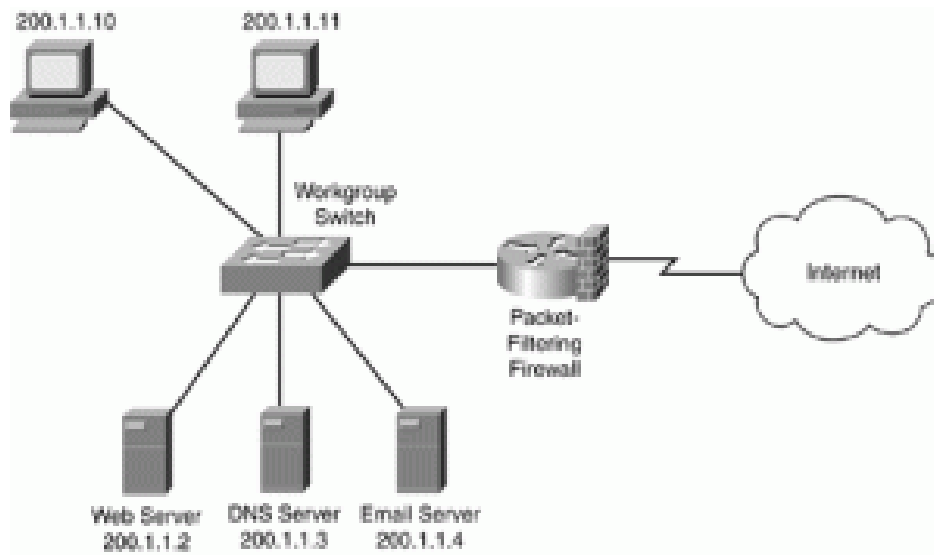 200.1.1.10
200.1.1.11
Workgroup
Switch
Internet
Packet-
Filtering
Firewall
Web Server
200.1.1.2
DNS Server
200.1.1.3
Email Server
200.1.1.4